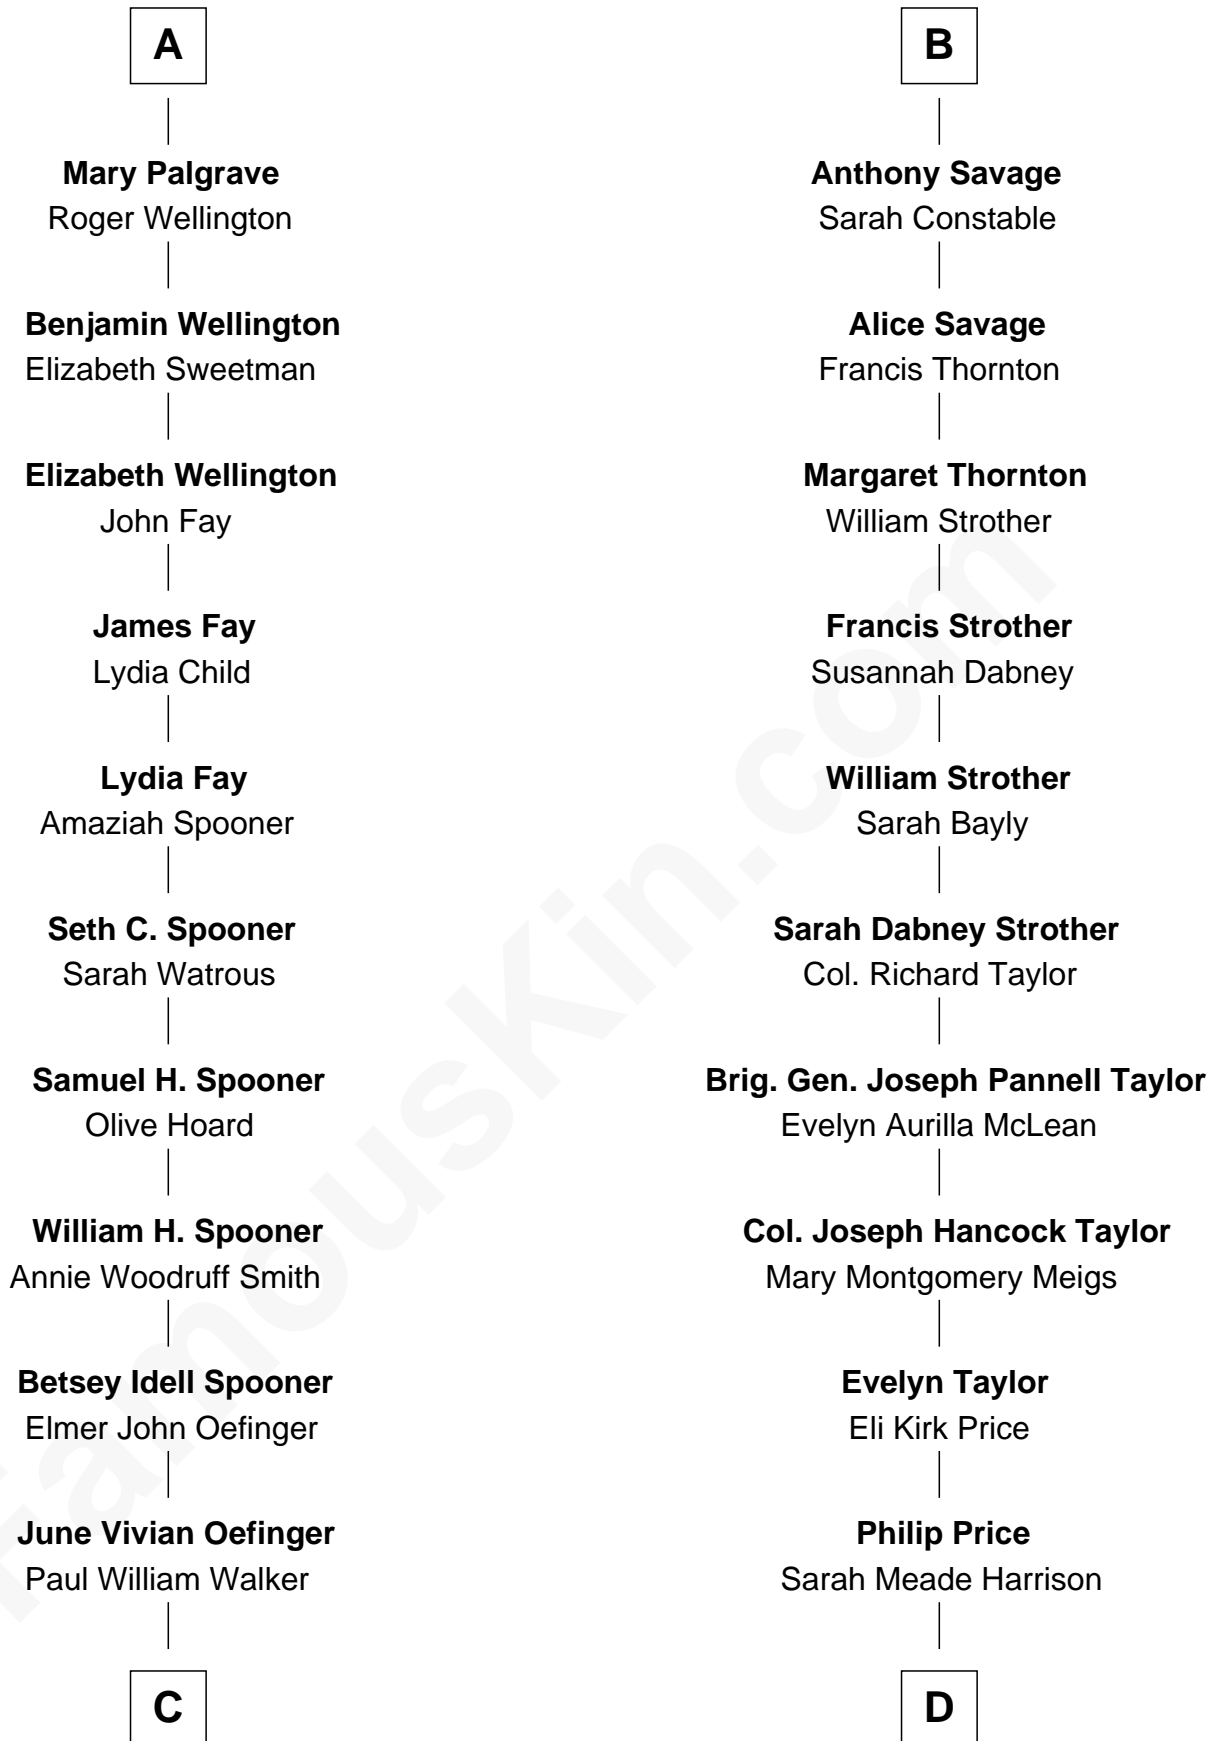 A
Mary Palgrave
Roger Wellington
Benjamin Wellington
Elizabeth Sweetman
Elizabeth Wellington
John Fay
James Fay
Lydia Child
Lydia Fay
Amaziah Spooner
Seth C. Spooner
Sarah Watrous
Samuel H. Spooner
Olive Hoard
William H. Spooner
Annie Woodruff Smith
Betsey Idell Spooner
Elmer John Oefinger
June Vivian Oefinger
Paul William Walker
C
B
Anthony Savage
Sarah Constable
Alice Savage
Francis Thornton
Margaret Thornton
William Strother
Francis Strother
Susannah Dabney
William Strother
Sarah Bayly
Sarah Dabney Strother
Col. Richard Taylor
Brig. Gen. Joseph Pannell Taylor
Evelyn Aurilla McLean
Col. Joseph Hancock Taylor
Mary Montgomery Meigs
Evelyn Taylor
Eli Kirk Price
Philip Price
Sarah Meade Harrison
D
FamousKin.com